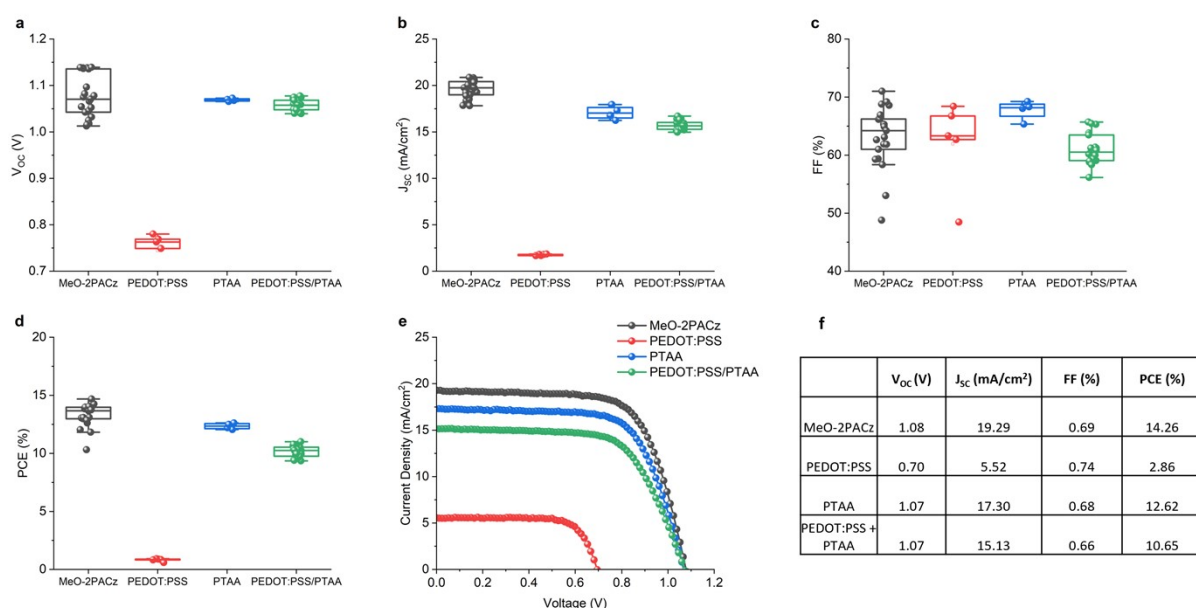 a
1.2
1.1
1.0
0.9
0.8
0.7
V_OC (V)
MeO-2PACz PEDOT:PSS PTAA PEDOT:PSS/PTAA
b
25
20
15
10
5
0
J_SC (mA/cm²)
MeO-2PACz PEDOT:PSS PTAA PEDOT:PSS/PTAA
c
80
70
60
50
40
FF (%)
MeO-2PACz PEDOT:PSS PTAA PEDOT:PSS/PTAA
d
20
15
10
5
0
PCE (%)
MeO-2PACz PEDOT:PSS PTAA PEDOT:PSS/PTAA
e
MeO-2PACz
PEDOT:PSS
PTAA
PEDOT:PSS/PTAA
25
20
15
10
5
0
Current Density (mA/cm²)
0.0 0.2 0.4 0.6 0.8 1.0 1.2
Voltage (V)
f
V_OC (V) J_SC (mA/cm²) FF (%) PCE (%)
MeO-2PACz 1.08 19.29 0.69 14.26
PEDOT:PSS 0.70 5.52 0.74 2.86
PTAA 1.07 17.30 0.68 12.62
PEDOT:PSS +
PTAA 1.07 15.13 0.66 10.65